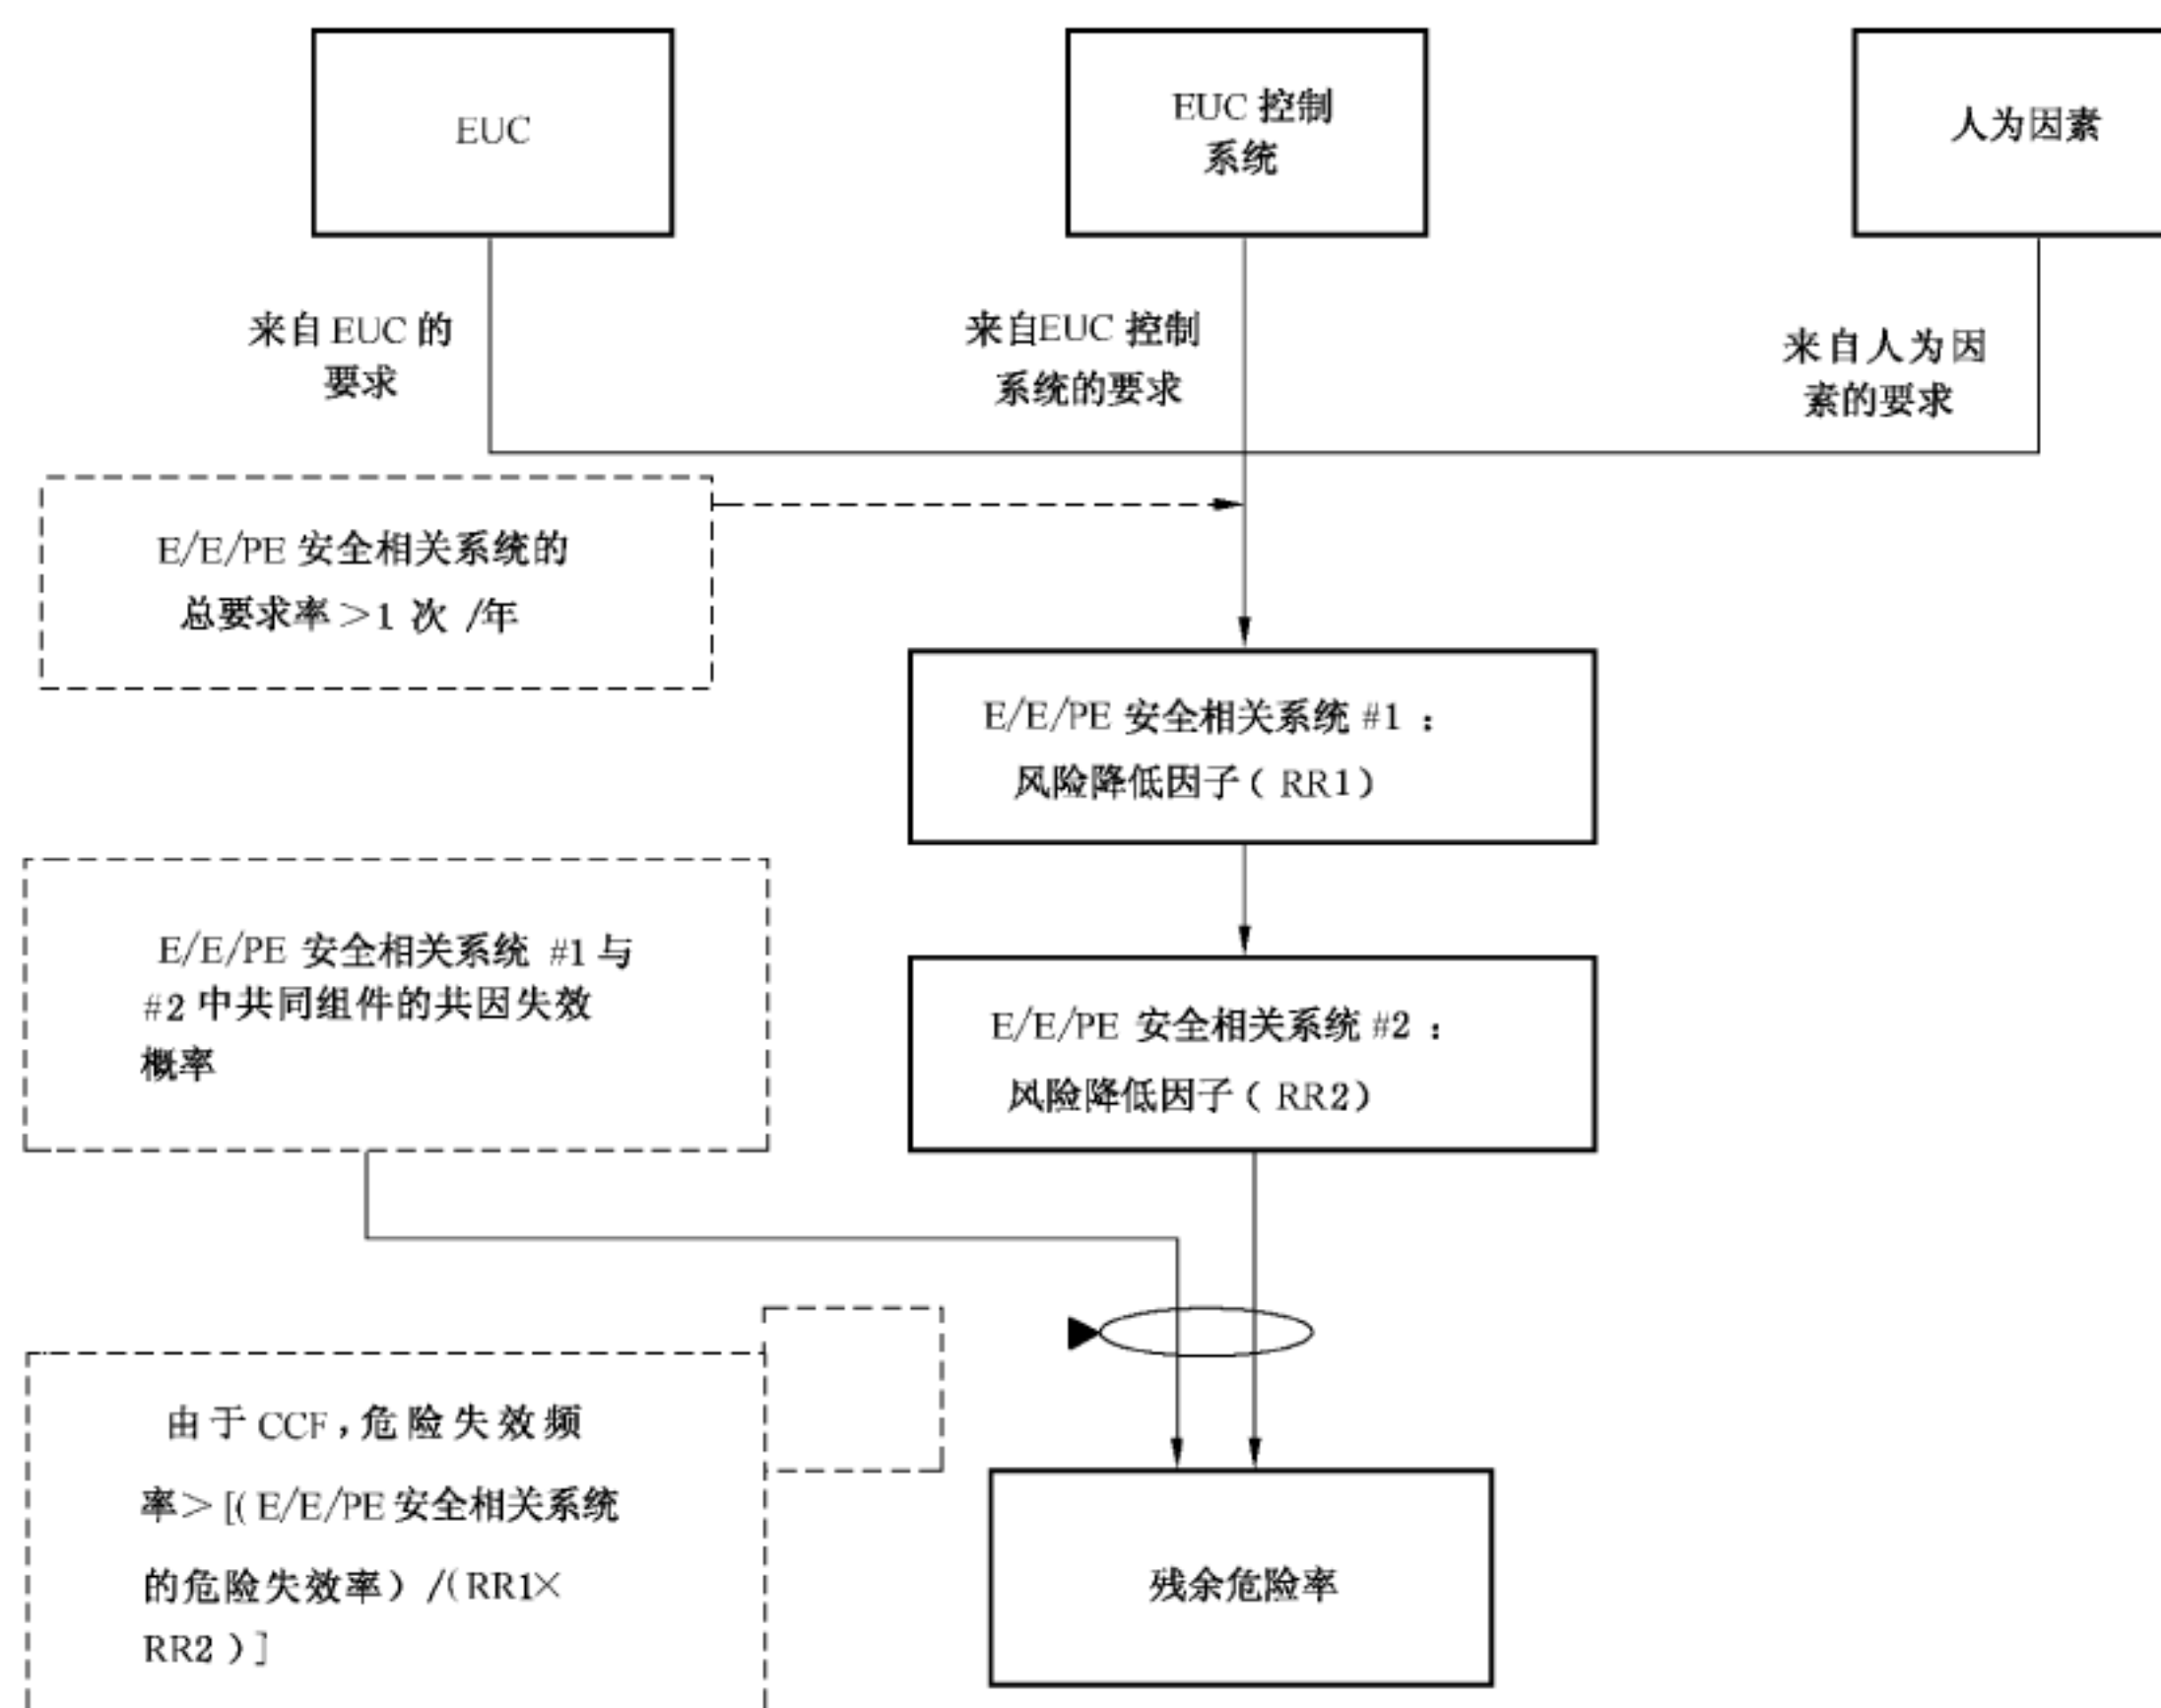 EUC
EUC 控制
系统
人为因素
来自 EUC 的
要求
来自EUC 控制
系统的要求
来自人为因
素的要求
E/E/PE 安全相关系统的
总要求率＞1 次 /年
E/E/PE 安全相关系统 #1 ：
风险降低因子（ RR1）
E/E/PE 安全相关系统 #1 与
#2 中共同组件的共因失效
概率
E/E/PE 安全相关系统 #2 ：
风险降低因子（ RR2）
由于 CCF，危险失效频
率＞[( E/E/PE 安全相关系统
的危险失效率）/(RR1×
RR2 ）]
残余危险率